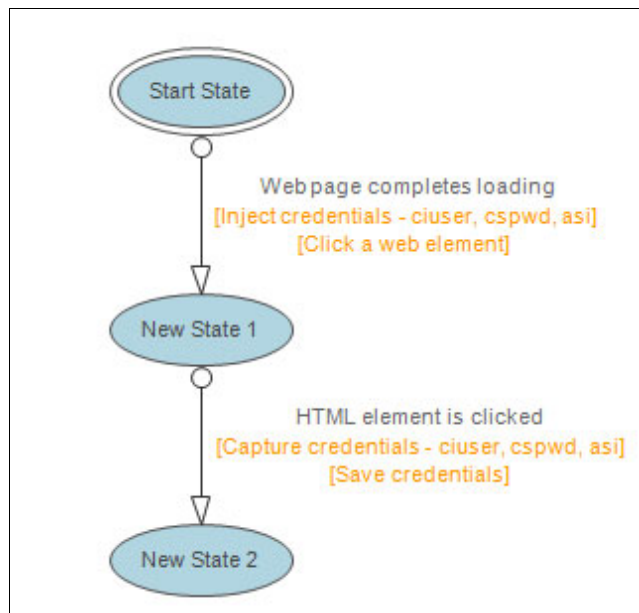 Start State
Web page completes loading
[Inject credentials - ciuser, cspwd, asi]
[Click a web element]
New State 1
HTML element is clicked
[Capture credentials - ciuser, cspwd, asi]
[Save credentials]
New State 2